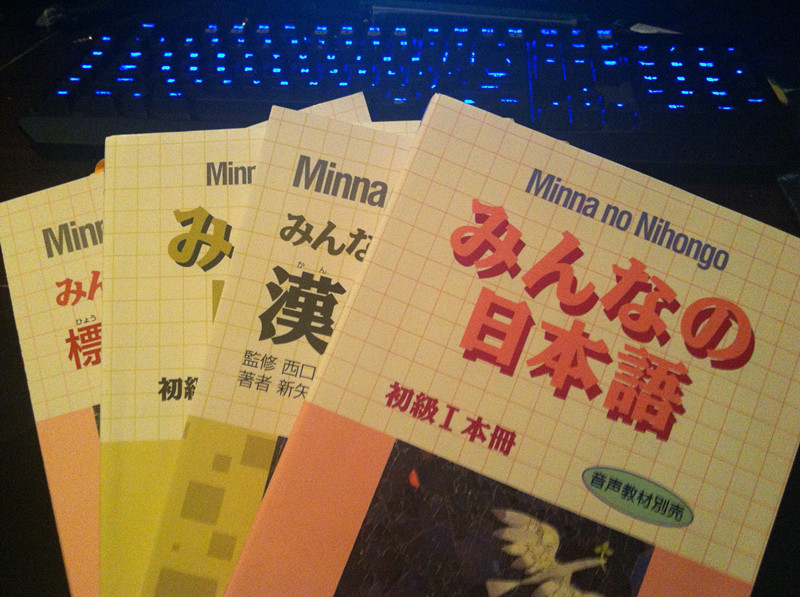 Minn
みん
ひょう
標
Minn
み
初級
Minna
みんな
かん
漢
監修 西口
著者 新矢
Minna no Nihongo
みんなの
日本語
初級I本冊
音声教材別売